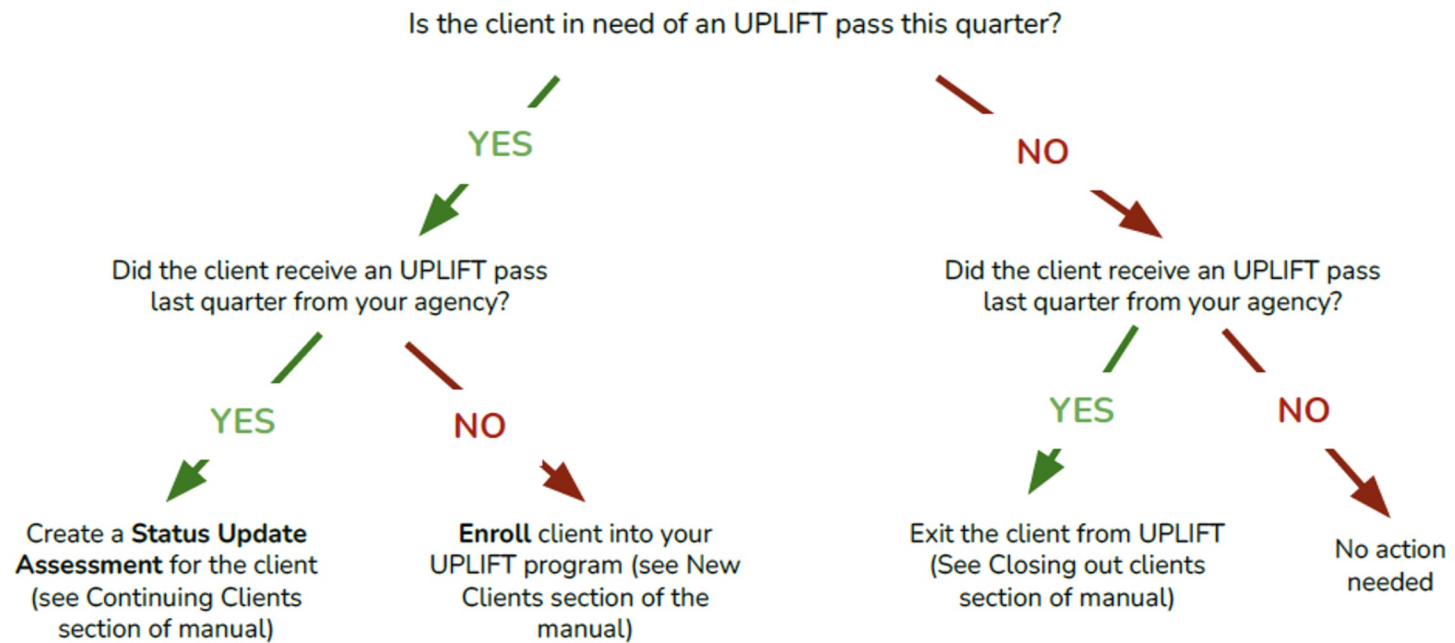 Is the client in need of an UPLIFT pass this quarter?
YES
NO
Did the client receive an UPLIFT pass
last quarter from your agency?
Did the client receive an UPLIFT pass
last quarter from your agency?
YES
NO
YES
NO
Create a Status Update
Assessment for the client
(see Continuing Clients
section of manual)
Enroll client into your
UPLIFT program (see New
Clients section of the
manual)
Exit the client from UPLIFT
(See Closing out clients
section of manual)
No action
needed